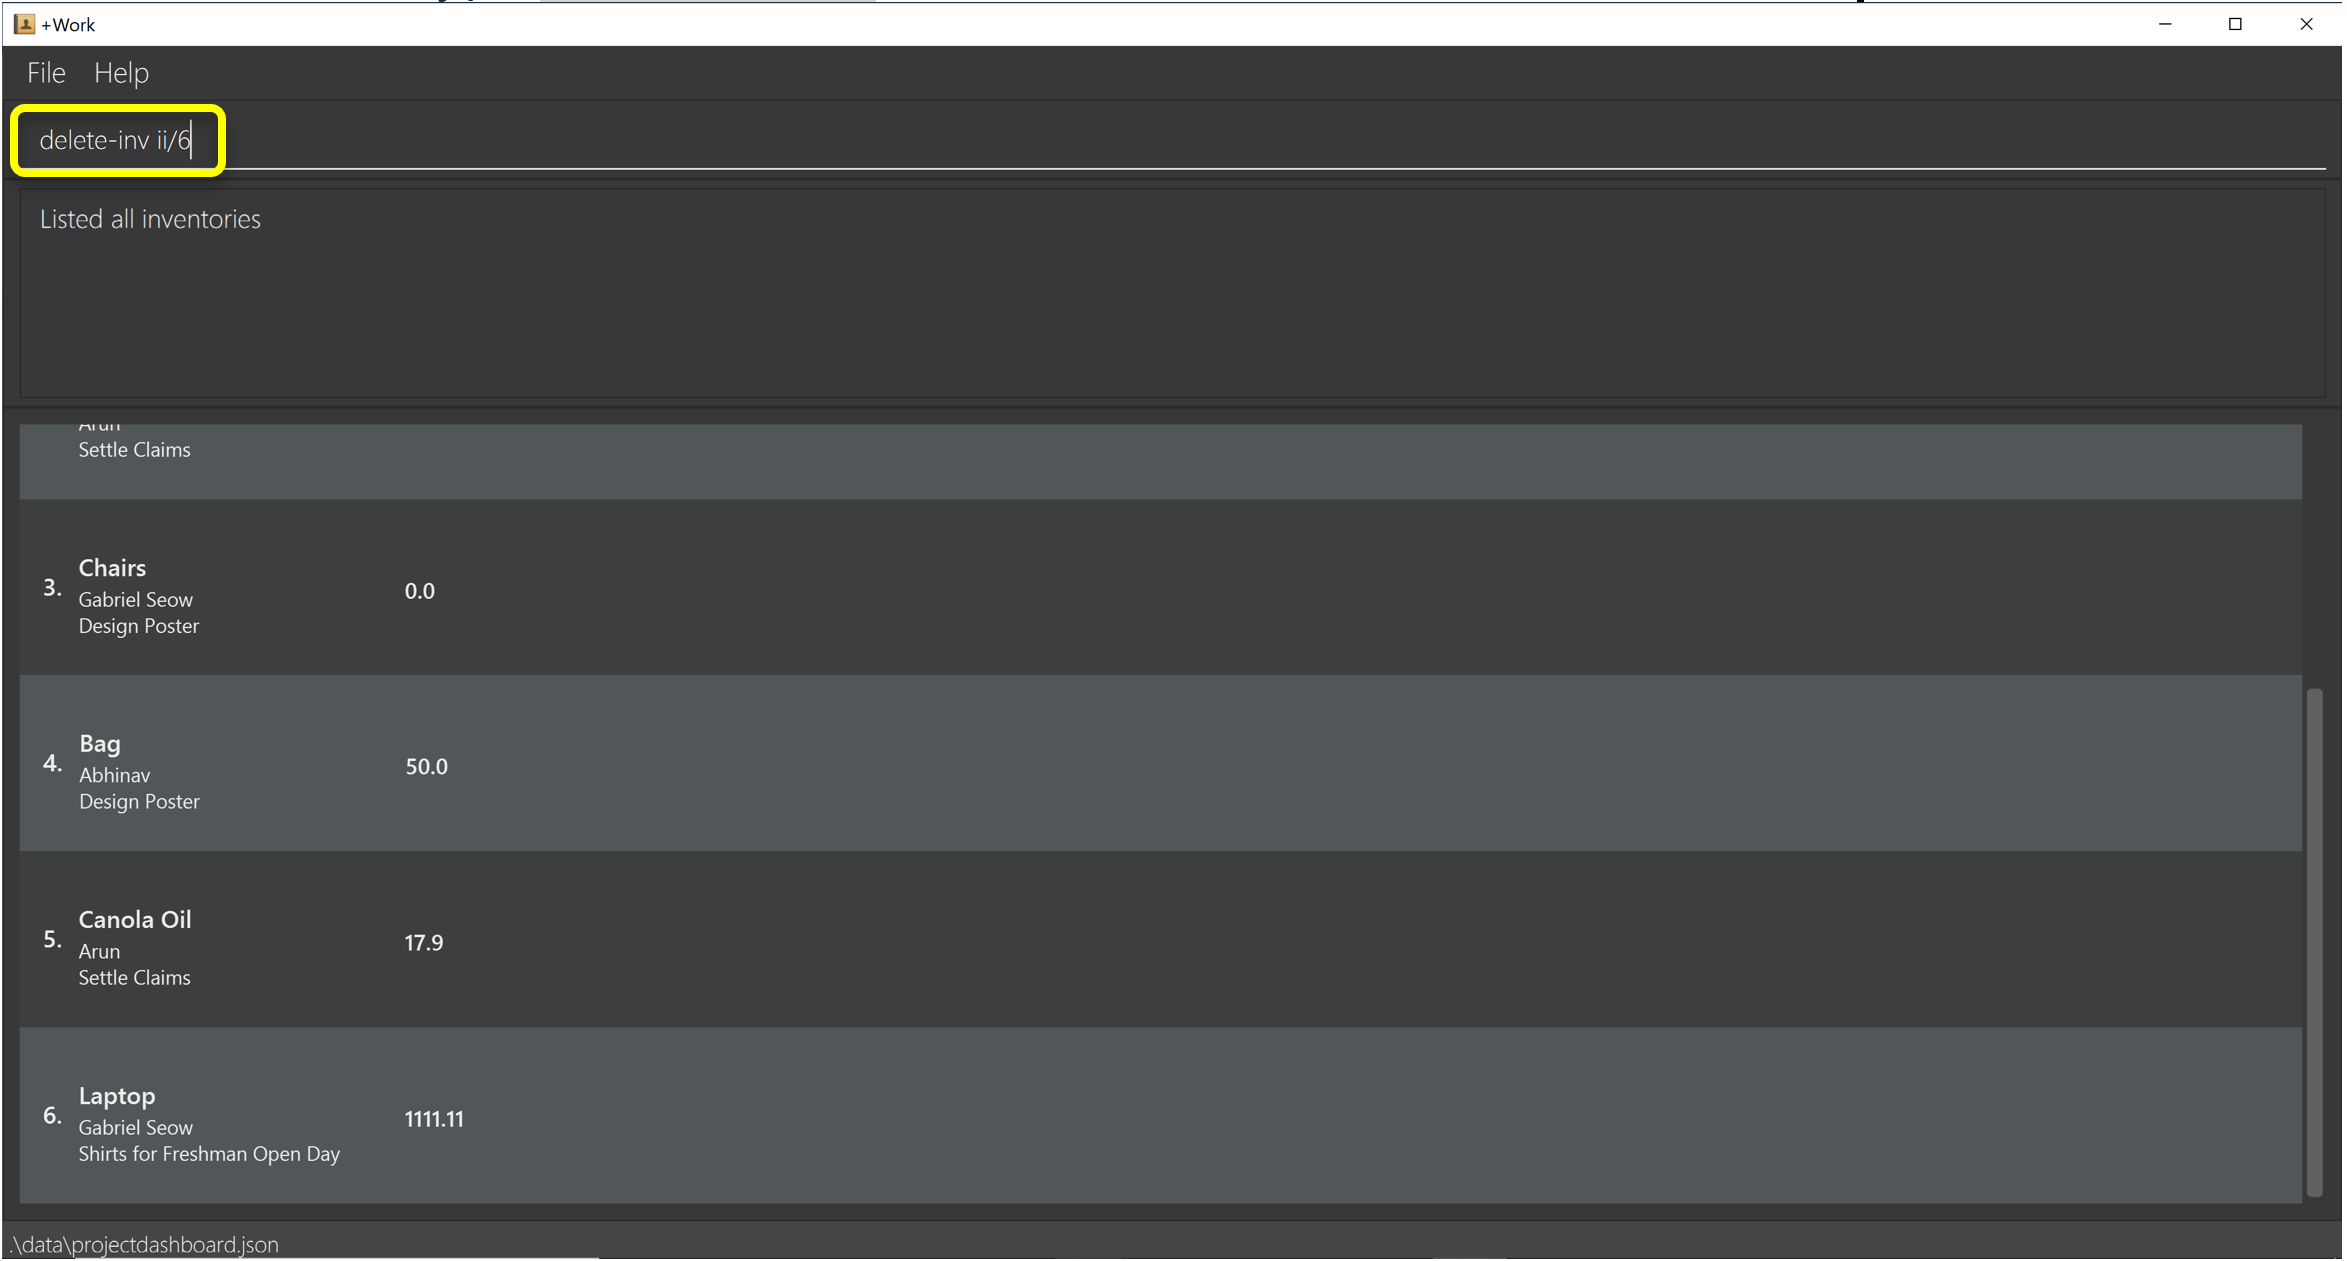 +Work
File Help
delete-inv ii/6
Listed all inventories
Arun
Settle Claims
3. Chairs 0.0
Gabriel Seow
Design Poster
4. Bag 50.0
Abhinav
Design Poster
5. Canola Oil 17.9
Arun
Settle Claims
6. Laptop 1111.11
Gabriel Seow
Shirts for Freshman Open Day
.\data\projectdashboard.json